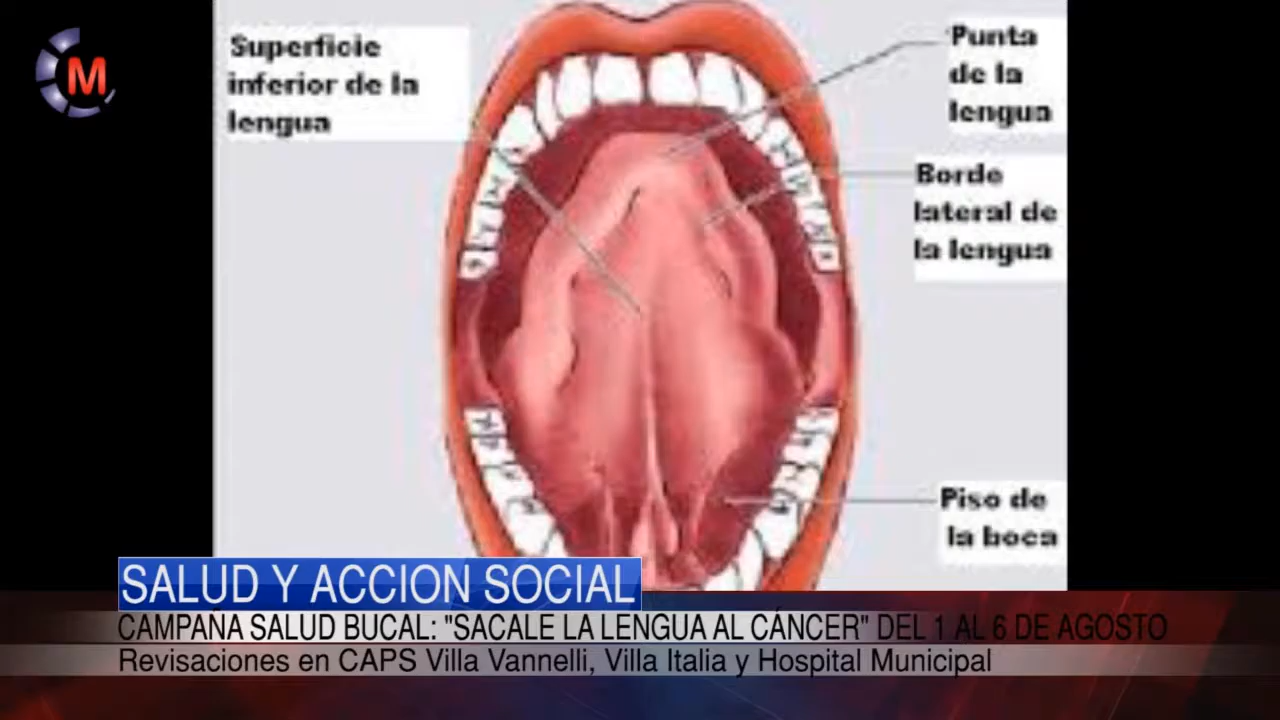 M
Superficie
inferior de la
lengua
Punta
de la
lengua
Borde
lateral de
la lengua
Piso de
la boca
SALUD Y ACCION SOCIAL
CAMPAÑA SALUD BUCAL: "SACALE LA LENGUA AL CÁNCER" DEL 1 AL 6 DE AGOSTO
Revisaciones en CAPS Villa Vannelli, Villa Italia y Hospital Municipal